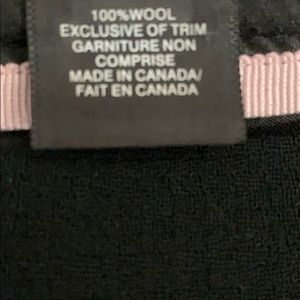 100%WOOL
EXCLUSIVE OF TRIM
GARNITURE NON
COMPRISE
MADE IN CANADA/
FAIT EN CANADA